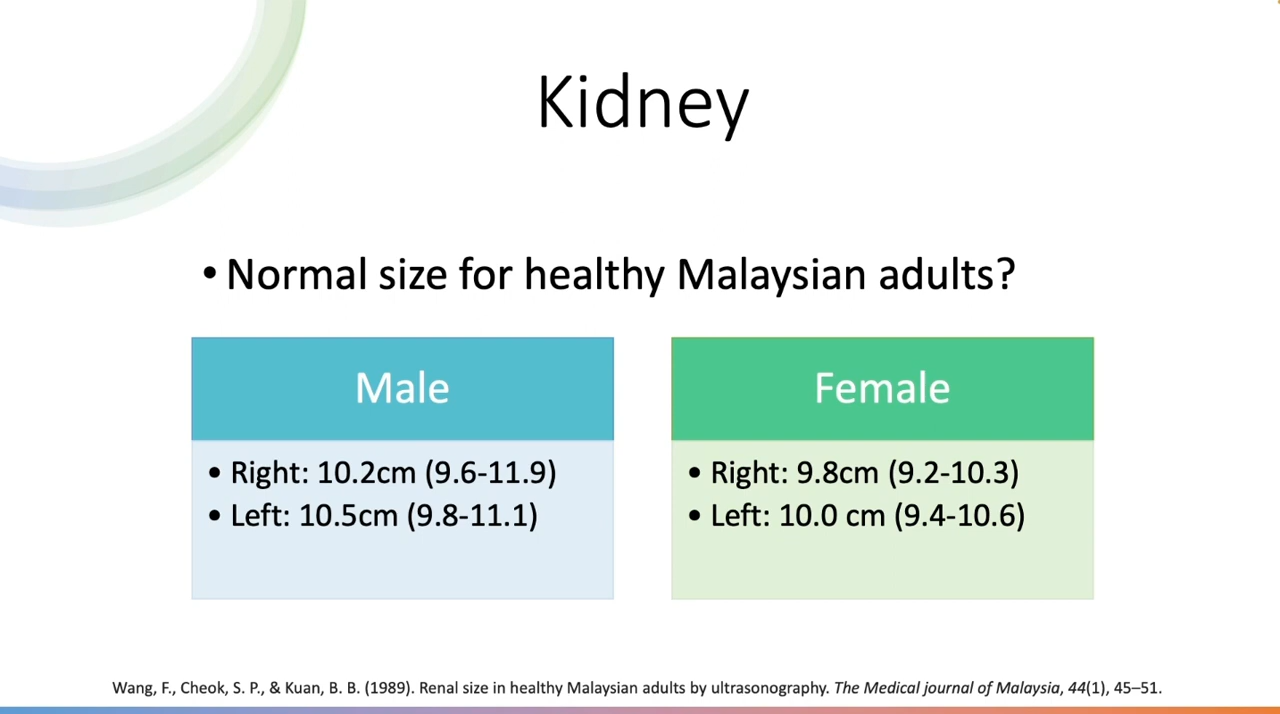 Kidney
• Normal size for healthy Malaysian adults?
Male
• Right: 10.2cm (9.6-11.9)
• Left: 10.5cm (9.8-11.1)
Female
• Right: 9.8cm (9.2-10.3)
• Left: 10.0 cm (9.4-10.6)
Wang, F., Cheok, S. P., & Kuan, B. B. (1989). Renal size in healthy Malaysian adults by ultrasonography. The Medical journal of Malaysia, 44(1), 45–51.